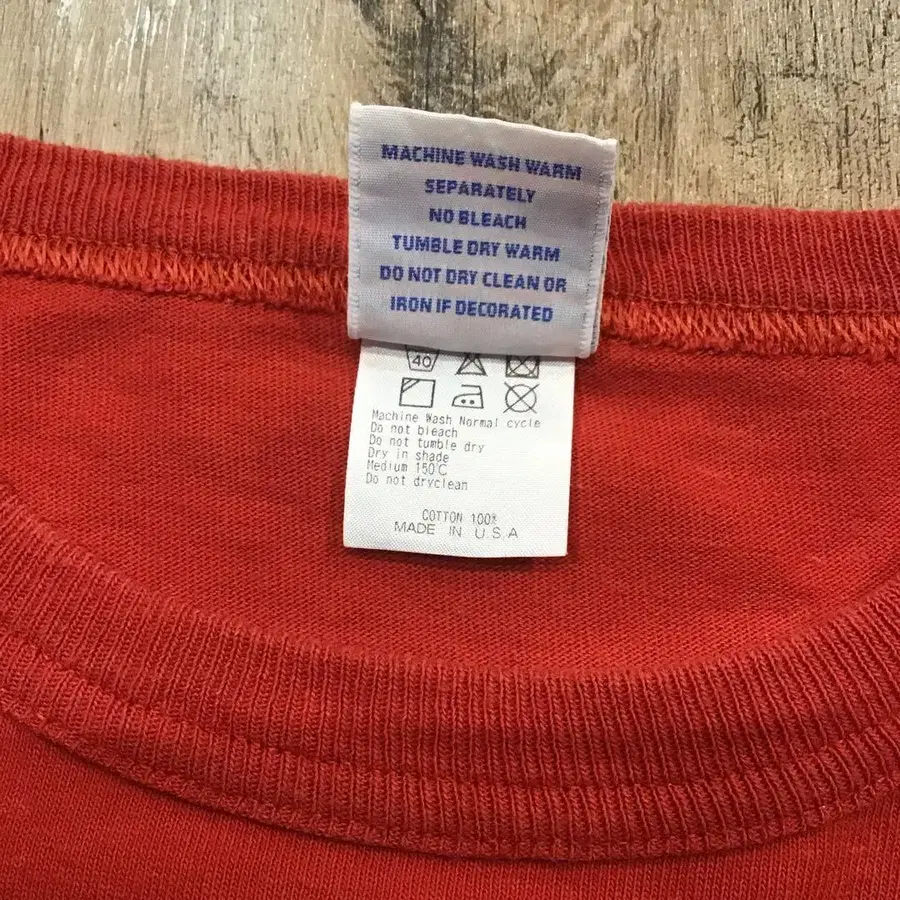 MACHINE WASH WARM
SEPARATELY
NO BLEACH
TUMBLE DRY WARM
DO NOT DRY CLEAN OR
IRON IF DECORATED
40
Machine Wash Normal cycle
Do not bleach
Do not tumble dry
Dry in shade
Medium 150℃
Do not dryclean
COTTON 100%
MADE IN U.S.A